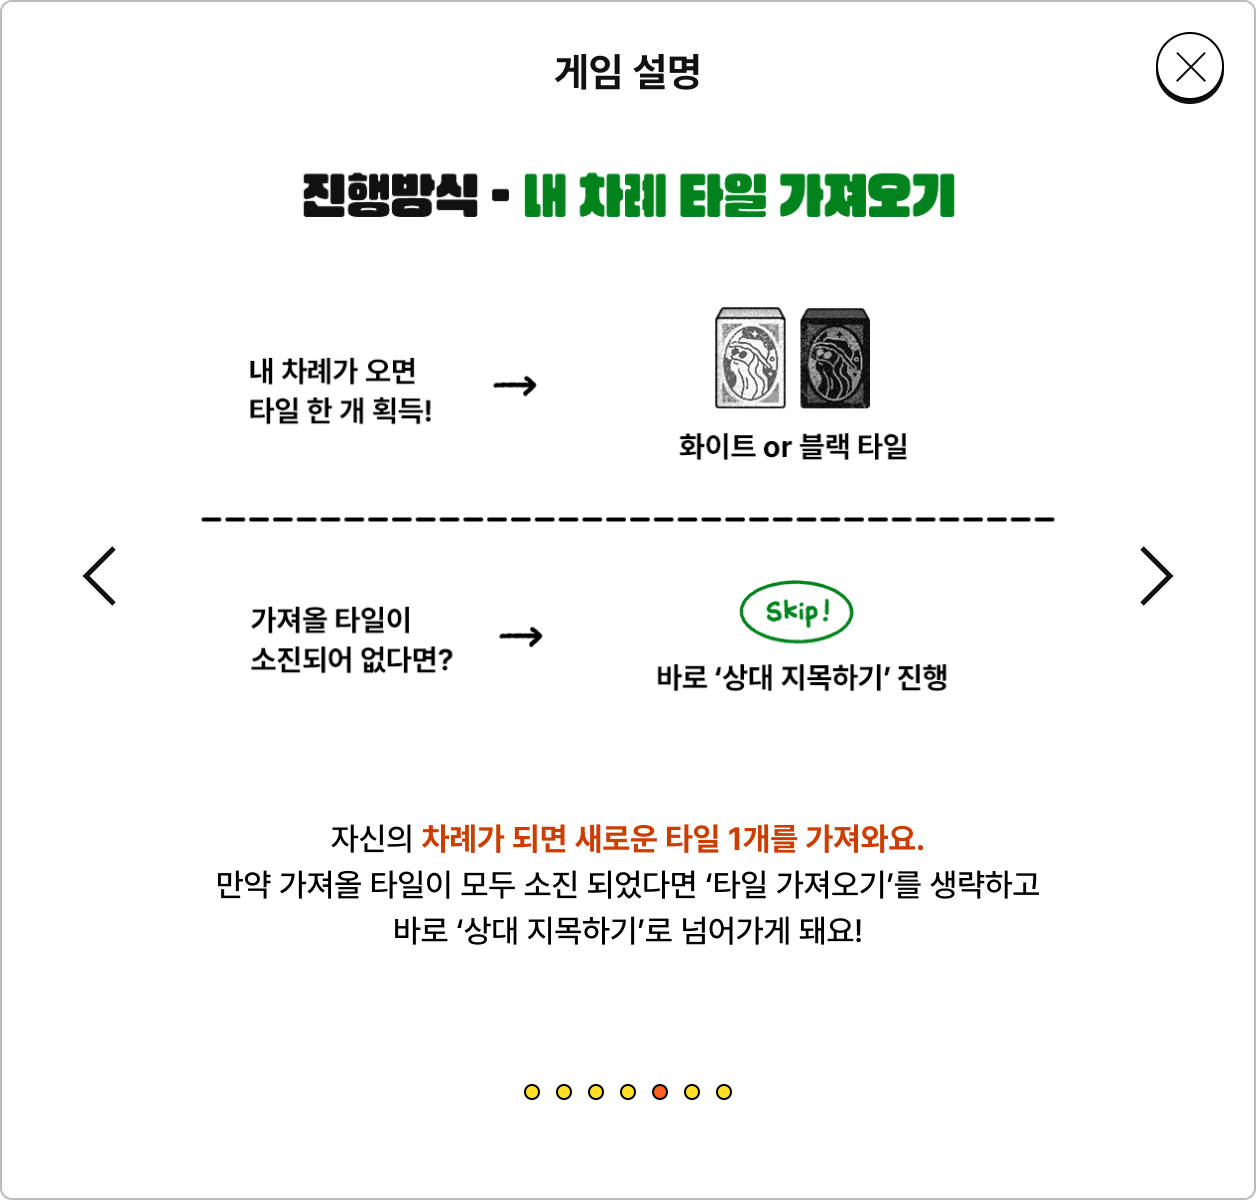 게임 설명
진행방식 - 내 차례 타일 가져오기
내 차례가 오면
타일 한 개 획득!
화이트 or 블랙 타일
가져올 타일이
소진되어 없다면?
Skip!
바로 ‘상대 지목하기’ 진행
자신의 차례가 되면 새로운 타일 1개를 가져와요.
만약 가져올 타일이 모두 소진 되었다면 ‘타일 가져오기’를 생략하고
바로 ‘상대 지목하기’로 넘어가게 돼요!